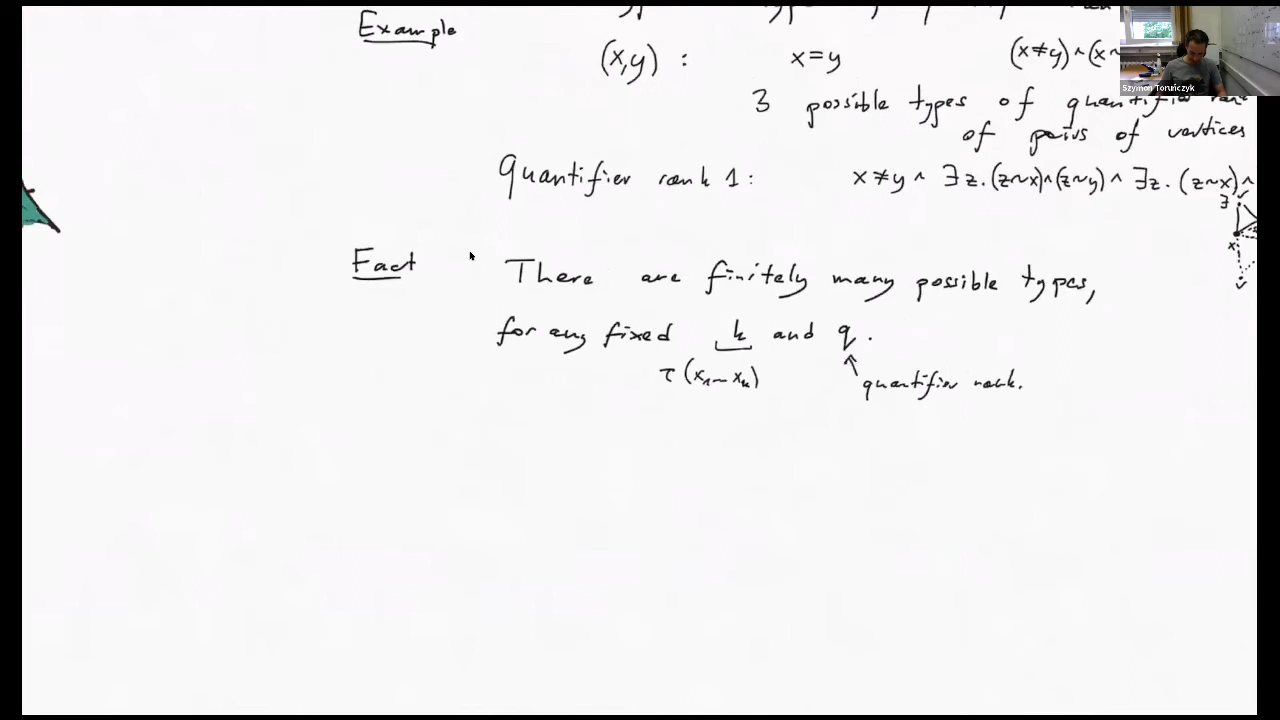 Example
(x,y) : x=y (x≠y)∧(x~
3 possible types of quantifier
of pairs of vertices
Quantifier rank 1: x≠y ∧ ∃z.(z~x)∧(z~y) ∧ ∃z.(z~x)∧
∃
x
Fact There are finitely many possible types,
for any fixed k and q.
τ(x₁...xₖ) quantifier rank.
Szymon Toruńczyk